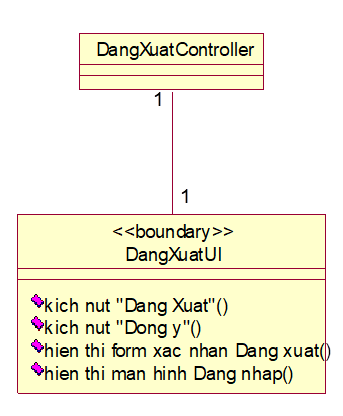 DangXuatController
1
1
<<boundary>>
DangXuatUI
kich nut "Dang Xuat"()
kich nut "Dong y"()
hien thi form xac nhan Dang xuat()
hien thi man hinh Dang nhap()